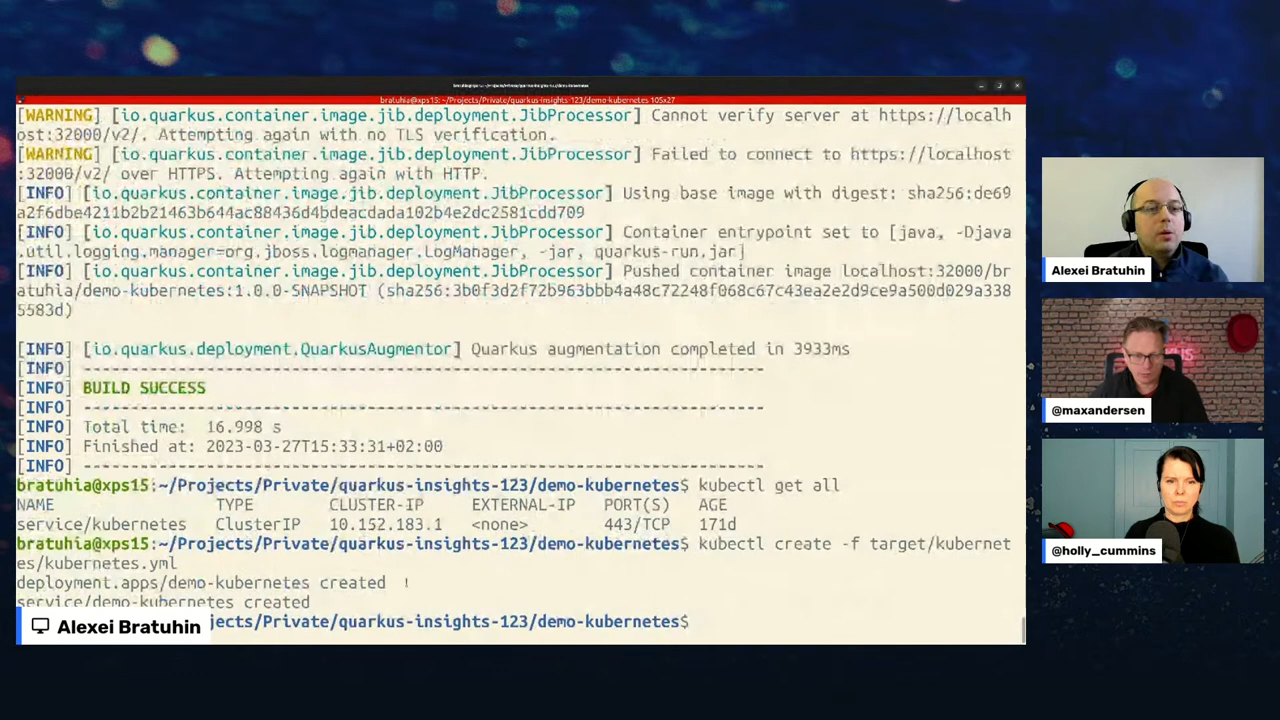 bratuhia@xps15: ~/Projects/Private/quarkus-insights-123/demo-kubernetes 105x27
[WARNING] [io.quarkus.container.image.jib.deployment.JibProcessor] Cannot verify server at https://localh
ost:32000/v2/. Attempting again with no TLS verification.
[WARNING] [io.quarkus.container.image.jib.deployment.JibProcessor] Failed to connect to https://localhost
:32000/v2/ over HTTPS. Attempting again with HTTP.
[INFO] [io.quarkus.container.image.jib.deployment.JibProcessor] Using base image with digest: sha256:de69
a2f6dbe4211b2b21463b644ac88436d4bdeacdada102b4e2dc2581cdd709
[INFO] [io.quarkus.container.image.jib.deployment.JibProcessor] Container entrypoint set to [java, -Djava
.util.logging.manager=org.jboss.logmanager.LogManager, -jar, quarkus-run.jar]
[INFO] [io.quarkus.container.image.jib.deployment.JibProcessor] Pushed container image localhost:32000/br
atuhia/demo-kubernetes:1.0.0-SNAPSHOT (sha256:3b0f3d2f72b963bbb4a48c72248f068c67c43ea2e2d9ce9a500d029a338
5583d)
[INFO] [io.quarkus.deployment.QuarkusAugmentor] Quarkus augmentation completed in 3933ms
[INFO] ------------------------------------------------------------------------
[INFO] BUILD SUCCESS
[INFO] ------------------------------------------------------------------------
[INFO] Total time:  16.998 s
[INFO] Finished at: 2023-03-27T15:33:31+02:00
[INFO] ------------------------------------------------------------------------
bratuhia@xps15:~/Projects/Private/quarkus-insights-123/demo-kubernetes$ kubectl get all
NAME TYPE CLUSTER-IP EXTERNAL-IP PORT(S) AGE
service/kubernetes ClusterIP 10.152.183.1 <none> 443/TCP 171d
bratuhia@xps15:~/Projects/Private/quarkus-insights-123/demo-kubernetes$ kubectl create -f target/kubernet
es/kubernetes.yml
deployment.apps/demo-kubernetes created
service/demo-kubernetes created
jects/Private/quarkus-insights-123/demo-kubernetes$
Alexei Bratuhin
Alexei Bratuhin
@maxandersen
@holly_cummins